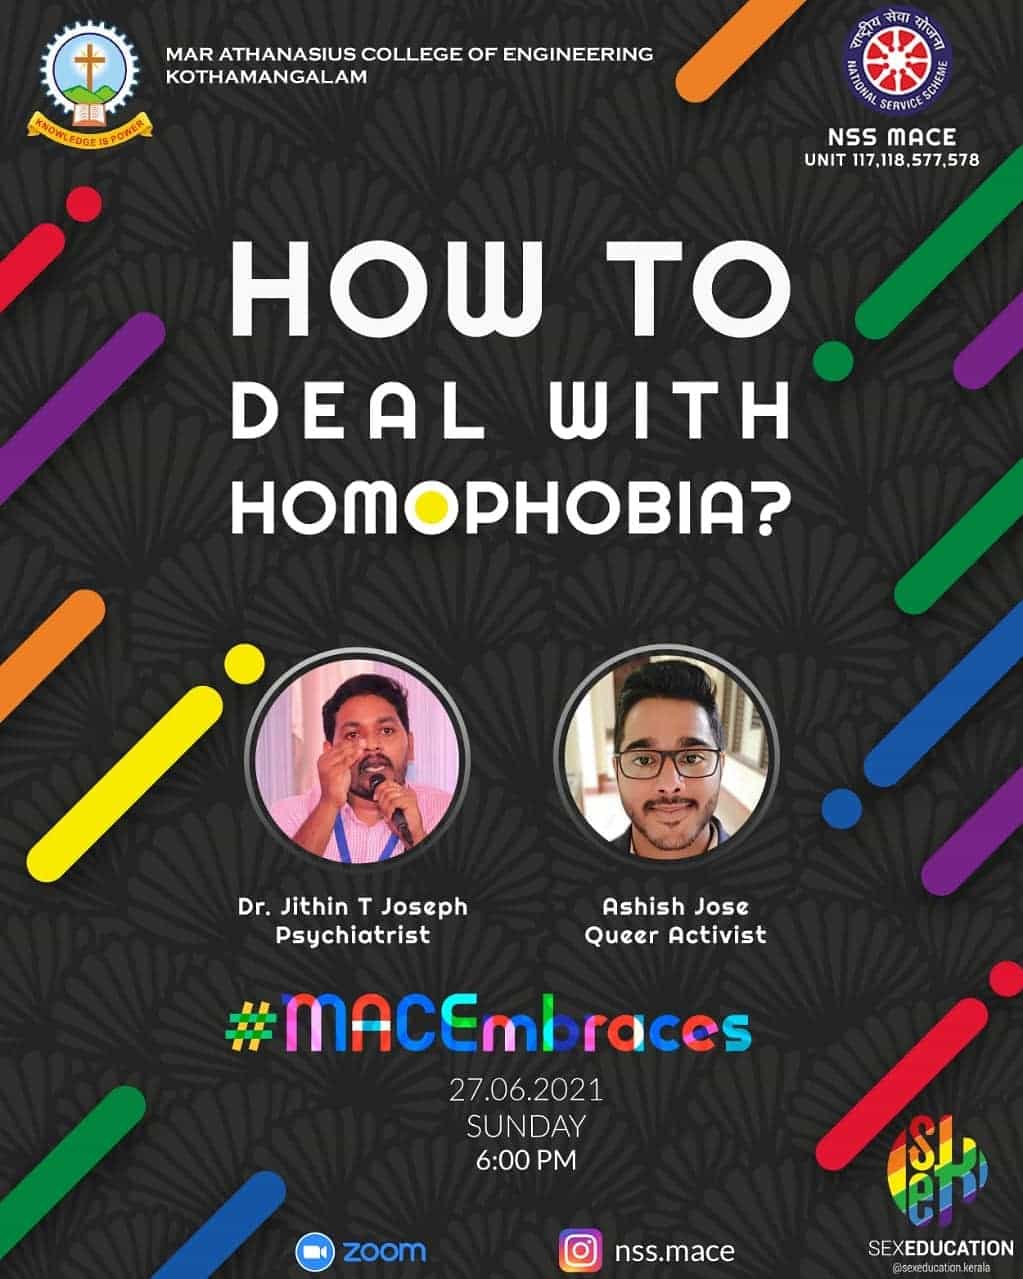 MAR ATHANASIUS COLLEGE OF ENGINEERING
KOTHAMANGALAM
KNOWLEDGE IS POWER
राष्ट्रीय सेवा योजना
NATIONAL SERVICE SCHEME
NSS MACE
UNIT 117,118,577,578
HOW TO
DEAL WITH
HOMOPHOBIA?
Dr. Jithin T Joseph
Psychiatrist
Ashish Jose
Queer Activist
#MACEmbraces
27.06.2021
SUNDAY
6:00 PM
zoom
nss.mace
SEK
eR
SEXEDUCATION
@sexeducation.kerala